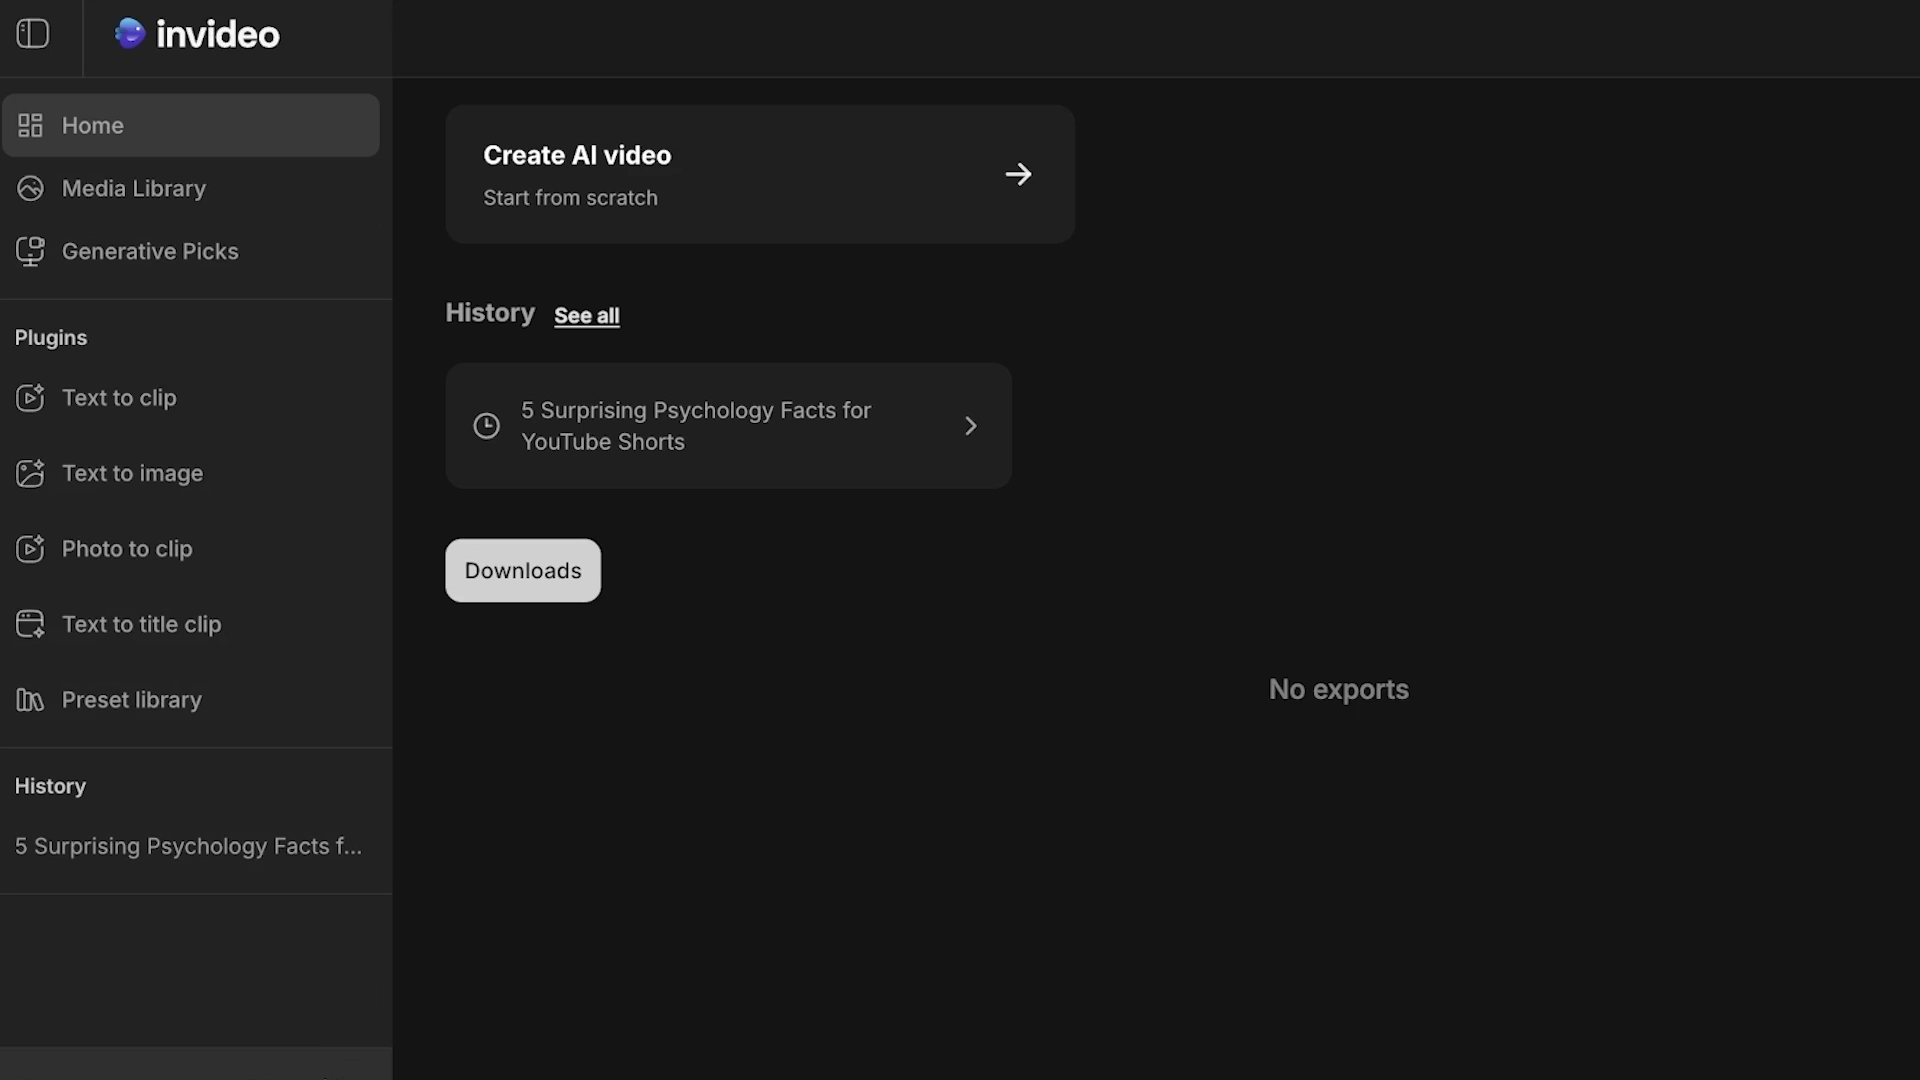 invideo
Home
Media Library
Generative Picks
Plugins
Text to clip
Text to image
Photo to clip
Text to title clip
Preset library
History
5 Surprising Psychology Facts f...
Create AI video
Start from scratch
History See all
5 Surprising Psychology Facts for
YouTube Shorts
Downloads
No exports